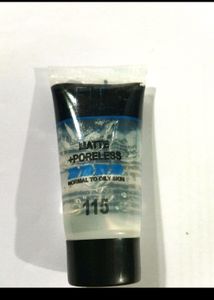 MATTE
+PORELESS
NORMAL TO OILY SKIN
115